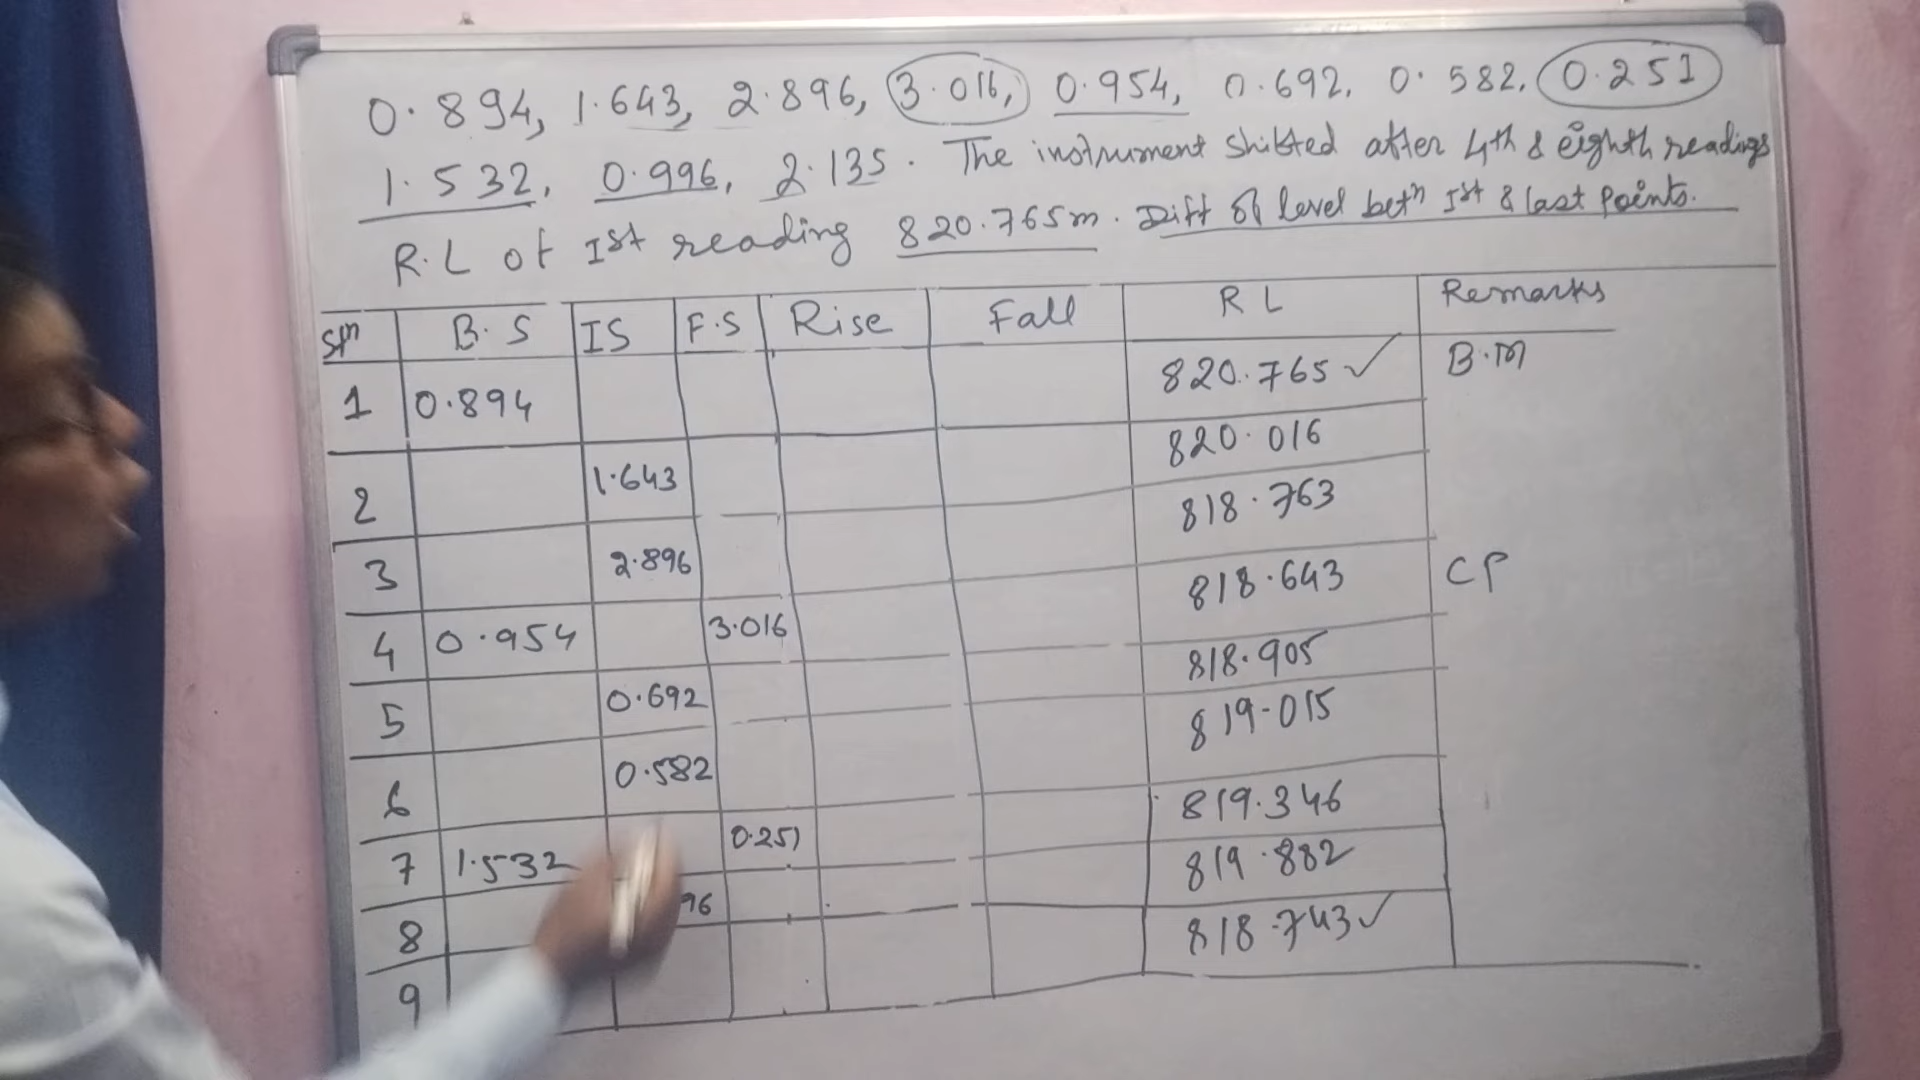 0.894, 1.643, 2.896, 3.016, 0.954, 0.692, 0.582, 0.251
1.532, 0.996, 2.135. The instrument shifted after 4th & eighth readings
R.L of Ist reading 820.765m. Diff of level betn Ist & last Points.
Stn B.S IS F.S Rise Fall RL Remarks
1 0.894 820.765 ✓ B.M
2 1.643 820.016
3 2.896 818.763
4 0.954 3.016 818.643 CP
5 0.692 818.905
6 0.582 819.015
7 1.532 0.251 819.346
8 96 819.882
9 818.743 ✓